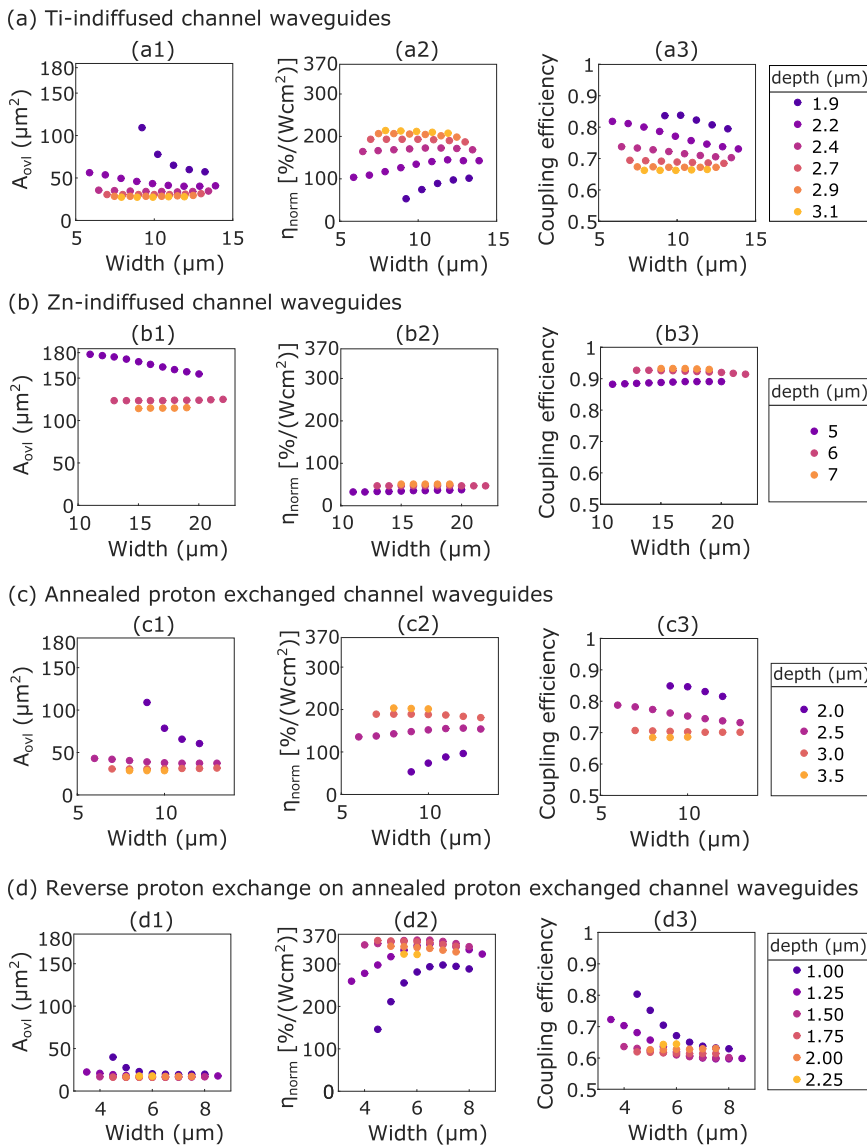 (a) Ti-indiffused channel waveguides
(a1) (a2) (a3)
180
150
100
50
0
A_ovl (µm²)
5 10 15
Width (µm)
370
300
200
100
0
η_norm [%/(Wcm²)]
5 10 15
Width (µm)
1
0.9
0.8
0.7
0.6
0.5
Coupling efficiency
5 10 15
Width (µm)
depth (µm)
1.9
2.2
2.4
2.7
2.9
3.1
(b) Zn-indiffused channel waveguides
(b1) (b2) (b3)
180
150
100
50
0
A_ovl (µm²)
10 15 20
Width (µm)
370
300
200
100
0
η_norm [%/(Wcm²)]
10 15 20
Width (µm)
1
0.9
0.8
0.7
0.6
0.5
Coupling efficiency
10 15 20
Width (µm)
depth (µm)
5
6
7
(c) Annealed proton exchanged channel waveguides
(c1) (c2) (c3)
180
150
100
50
0
A_ovl (µm²)
5 10
Width (µm)
370
300
200
100
0
η_norm [%/(Wcm²)]
5 10
Width (µm)
1
0.9
0.8
0.7
0.6
0.5
Coupling efficiency
5 10
Width (µm)
depth (µm)
2.0
2.5
3.0
3.5
(d) Reverse proton exchange on annealed proton exchanged channel waveguides
(d1) (d2) (d3)
180
150
100
50
0
A_ovl (µm²)
4 6 8
Width (µm)
370
300
200
100
0
η_norm [%/(Wcm²)]
4 6 8
Width (µm)
1
0.9
0.8
0.7
0.6
0.5
Coupling efficiency
4 6 8
Width (µm)
depth (µm)
1.00
1.25
1.50
1.75
2.00
2.25